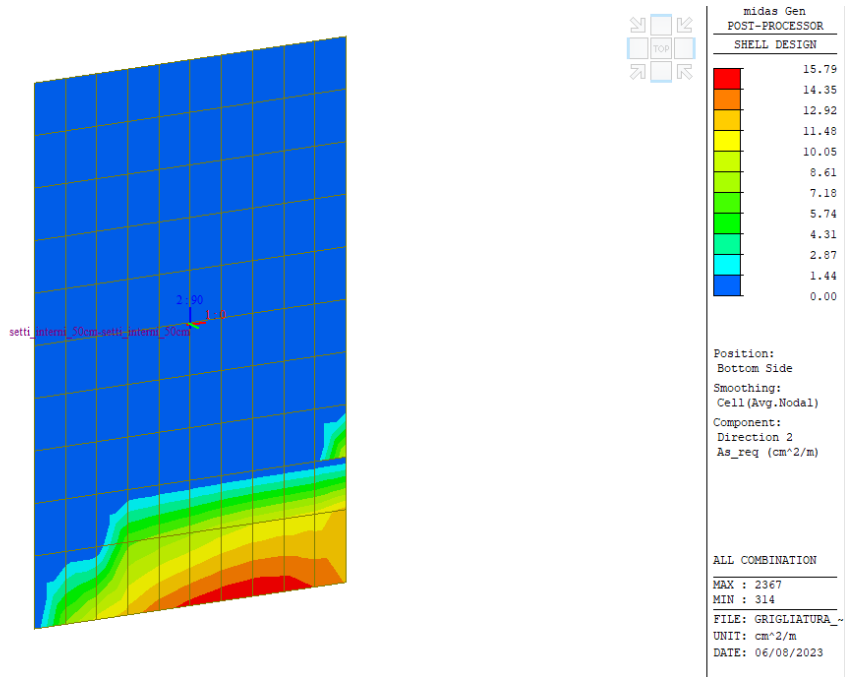 midas Gen
POST-PROCESSOR
SHELL DESIGN
TOP
15.79
14.35
12.92
11.48
10.05
8.61
7.18
5.74
4.31
2.87
1.44
0.00
2 : 90
setti_interni_50cm-setti_interni_50cm
Position:
Bottom Side
Smoothing:
Cell(Avg.Nodal)
Component:
Direction 2
As_req (cm^2/m)
ALL COMBINATION
MAX : 2367
MIN : 314
FILE: GRIGLIATURA_~
UNIT: cm^2/m
DATE: 06/08/2023